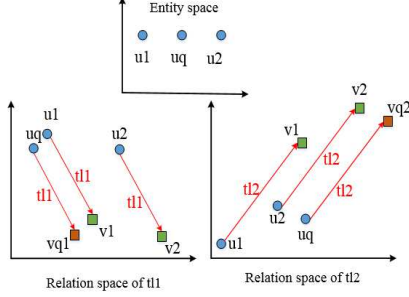 Entity space
u1 uq u2
u1
uq
u2
tl1
tl1
tl1
vq1
v1
v2
Relation space of tl1
v2
vq2
v1
tl2
tl2
tl2
u2
uq
u1
Relation space of tl2